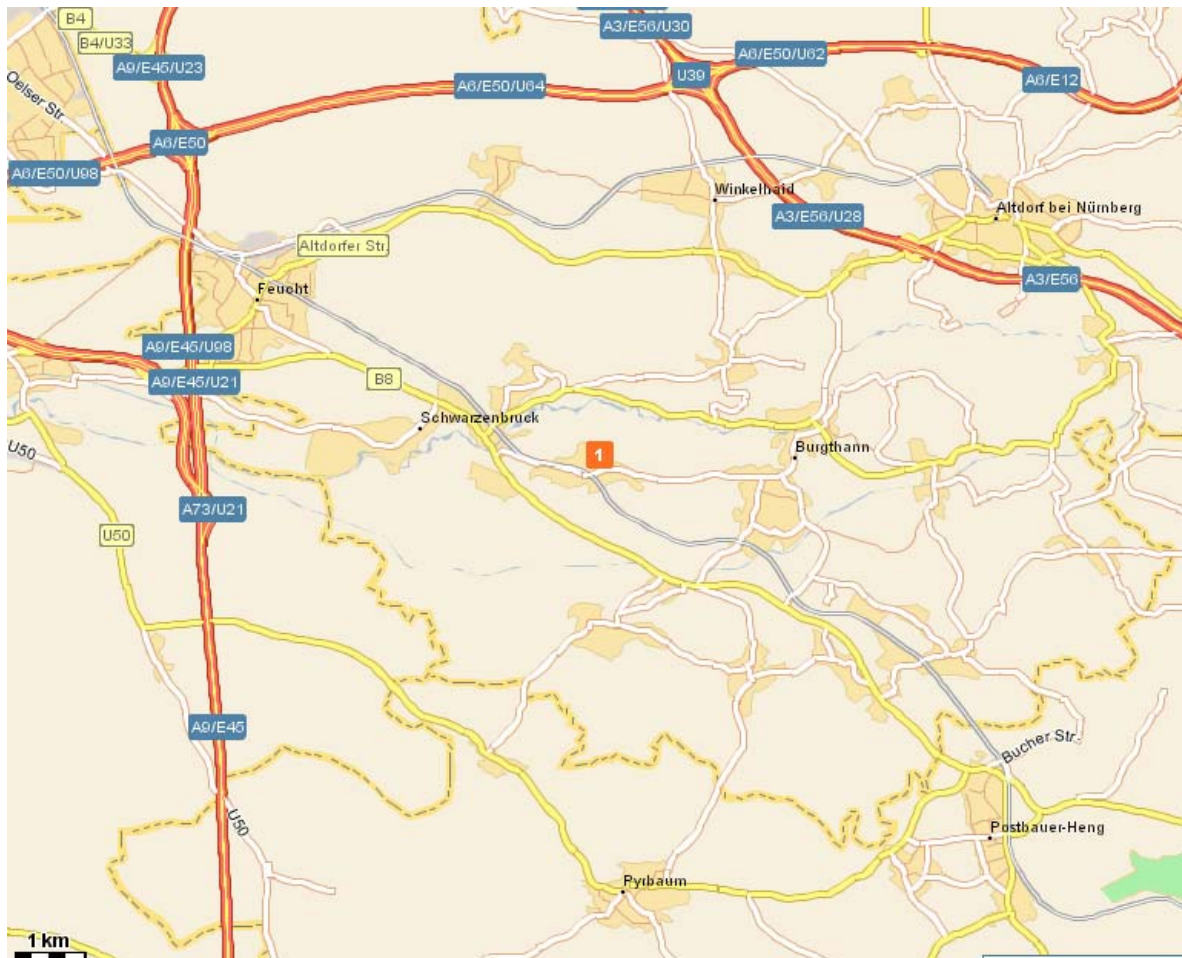 B4
A3/E56/U30
B4/U33
A6/E50/U62
A9/E45/U23
U39
A6/E12
Oelser Str
A6/E50/U64
A6/E50
A6/E50/U98
Winkelhaid
Altdorf bei Nürnberg
A3/E56/U28
Altdorfer Str.
A3/E56
Feucht
A9/E45/U98
A9/E45/U21
B8
Schwarzenbruck
U50
1
Burgthann
A73/U21
U50
A9/E45
Bucher Str.
U50
Postbauer-Heng
Pyrbaum
1 km